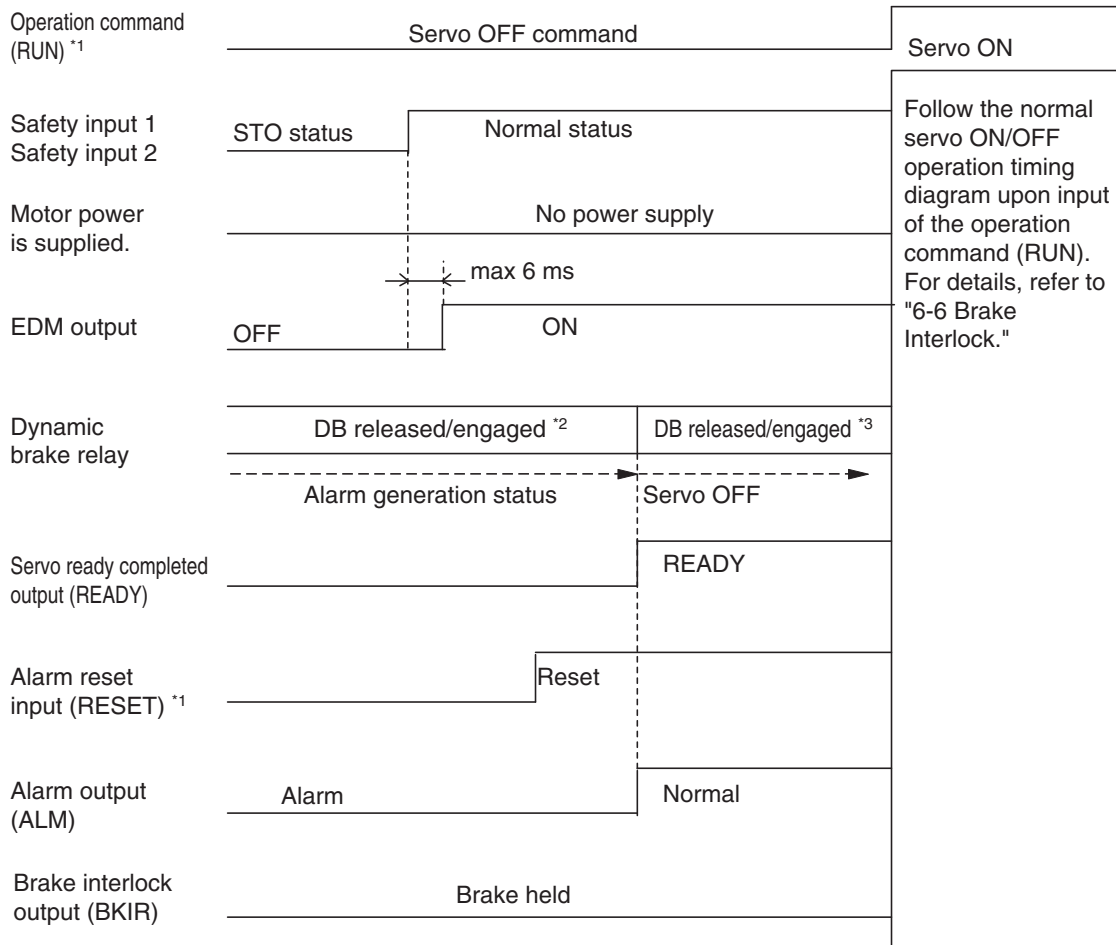 Operation command
(RUN) *1
Servo OFF command
Servo ON
Safety input 1
Safety input 2
STO status
Normal status
Follow the normal
servo ON/OFF
operation timing
diagram upon input
of the operation
command (RUN).
For details, refer to
"6-6 Brake
Interlock."
Motor power
is supplied.
No power supply
max 6 ms
EDM output
OFF
ON
Dynamic
brake relay
DB released/engaged *2
DB released/engaged *3
Alarm generation status
Servo OFF
Servo ready completed
output (READY)
READY
Alarm reset
input (RESET) *1
Reset
Alarm output
(ALM)
Alarm
Normal
Brake interlock
output (BKIR)
Brake held